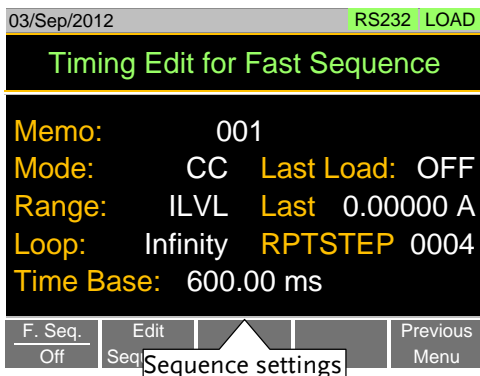 03/Sep/2012 RS232 LOAD
Timing Edit for Fast Sequence
Memo: 001
Mode: CC Last Load: OFF
Range: ILVL Last 0.00000 A
Loop: Infinity RPTSTEP 0004
Time Base: 600.00 ms
F. Seq. Edit Previous
Off Menu
Sequence settings